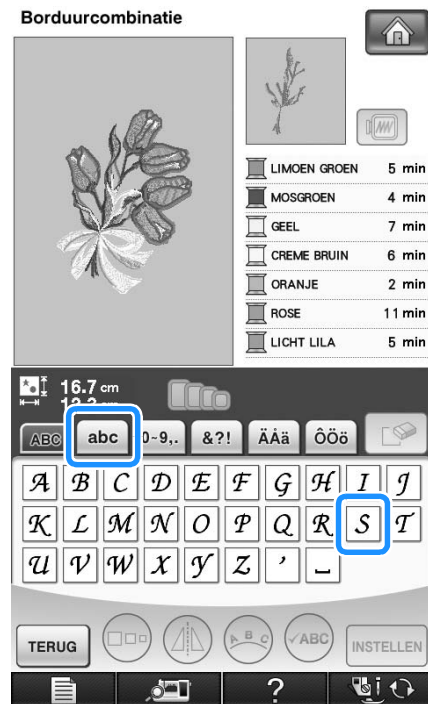 Borduurcombinatie
LIMOEN GROEN 5 min
MOSGROEN 4 min
GEEL 7 min
CREME BRUIN 6 min
ORANJE 2 min
ROSE 11 min
LICHT LILA 5 min
16.7 cm
ABC abc 0~9,. &?! ÄÅä ÔÖö
A B C D E F G H I J
K L M N O P Q R S T
U V W X Y Z ,
TERUG A B C ✓ABC INSTELLEN
?